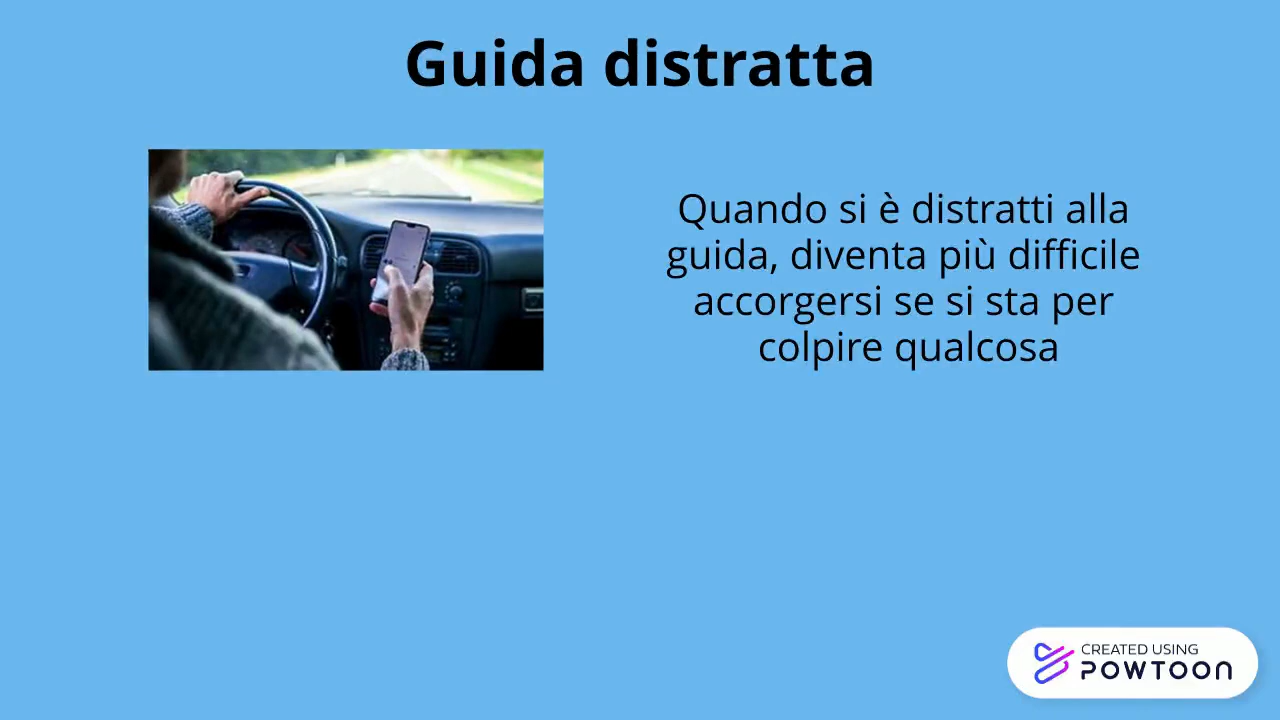 Guida distratta
Quando si è distratti alla
guida, diventa più difficile
accorgersi se si sta per
colpire qualcosa
CREATED USING
POWTOON